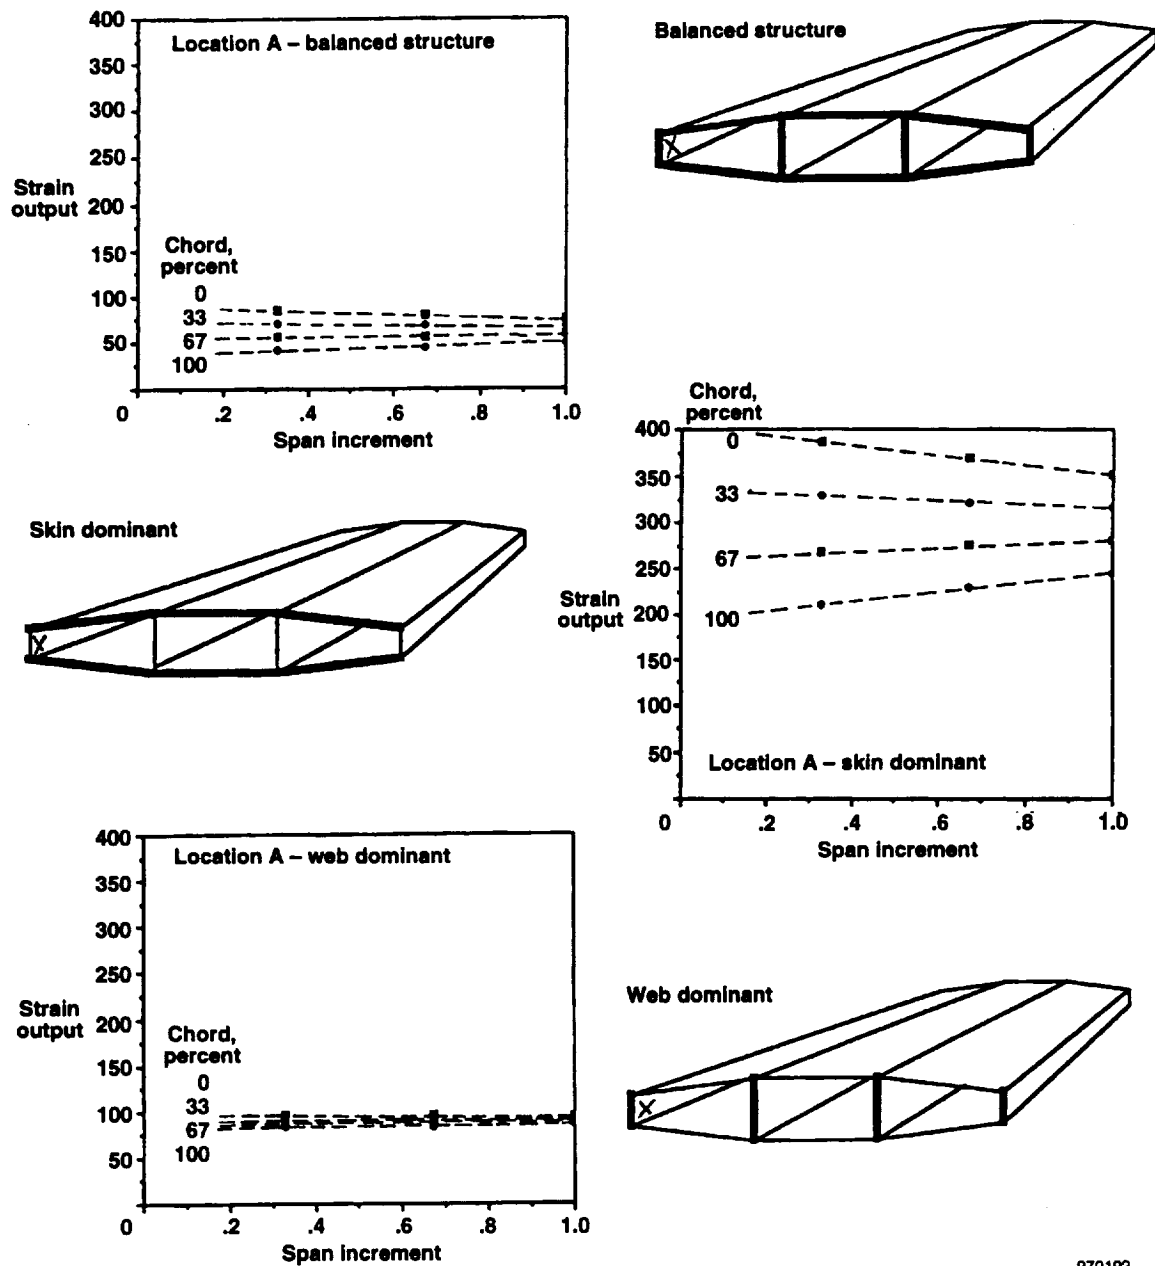 400
Location A – balanced structure
350
300
250
Strain
output
200
150
Chord,
percent
0
100
33
67
50
100
0
.2
.4
.6
.8
1.0
Span increment
Balanced structure
X
Chord,
percent
400
0
350
33
300
67
250
Strain
output
200
100
150
100
50
Location A – skin dominant
0
.2
.4
.6
.8
1.0
Span increment
Skin dominant
X
400
Location A – web dominant
350
300
250
Strain
output
200
150
Chord,
percent
0
100
33
67
50
100
0
.2
.4
.6
.8
1.0
Span increment
Web dominant
X